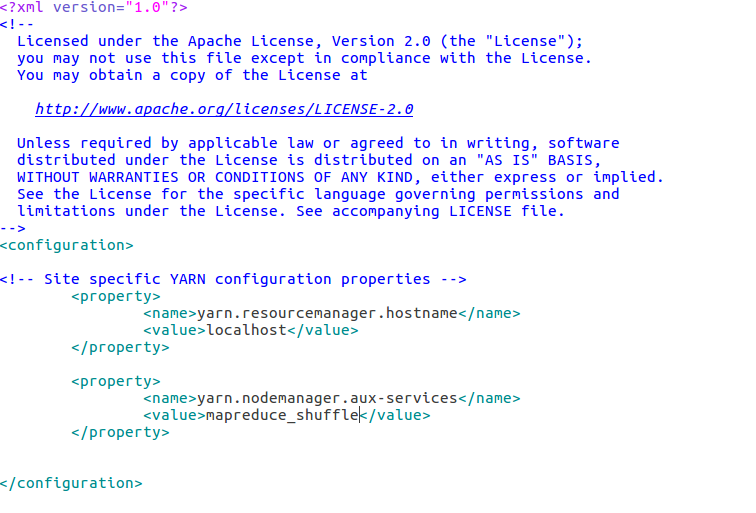 <?xml version="1.0"?>
<!--
  Licensed under the Apache License, Version 2.0 (the "License");
  you may not use this file except in compliance with the License.
  You may obtain a copy of the License at

    http://www.apache.org/licenses/LICENSE-2.0

  Unless required by applicable law or agreed to in writing, software
  distributed under the License is distributed on an "AS IS" BASIS,
  WITHOUT WARRANTIES OR CONDITIONS OF ANY KIND, either express or implied.
  See the License for the specific language governing permissions and
  limitations under the License. See accompanying LICENSE file.
-->
<configuration>

<!-- Site specific YARN configuration properties -->
        <property>
                <name>yarn.resourcemanager.hostname</name>
                <value>localhost</value>
        </property>

        <property>
                <name>yarn.nodemanager.aux-services</name>
                <value>mapreduce_shuffle</value>
        </property>


</configuration>